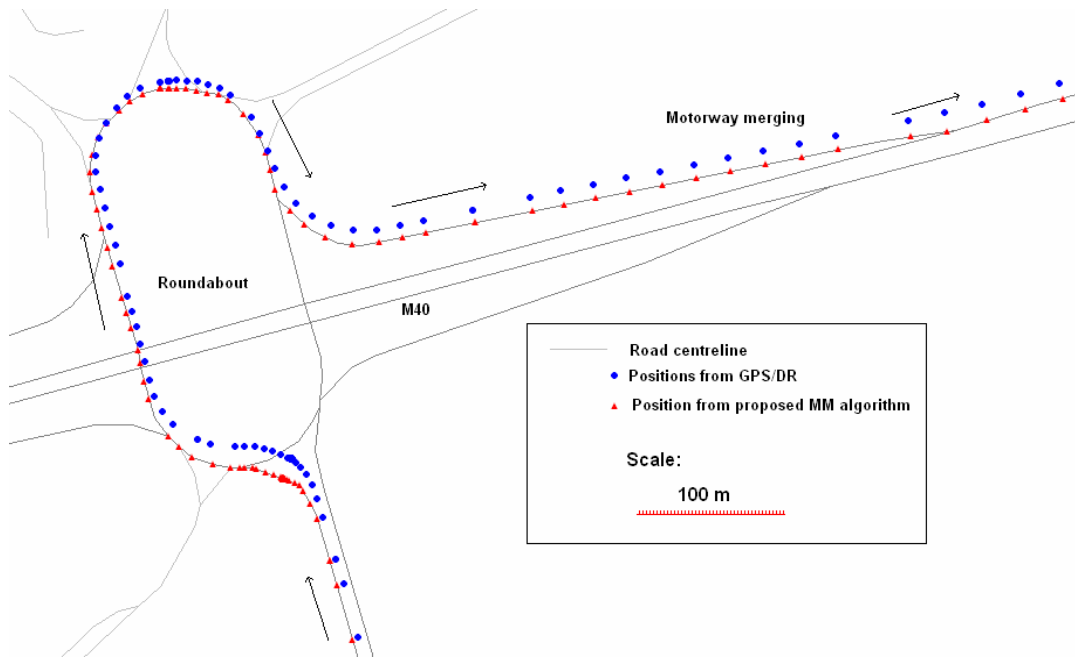 Motorway merging
Roundabout
M40
Road centreline
Positions from GPS/DR
Position from proposed MM algorithm
Scale:
100 m